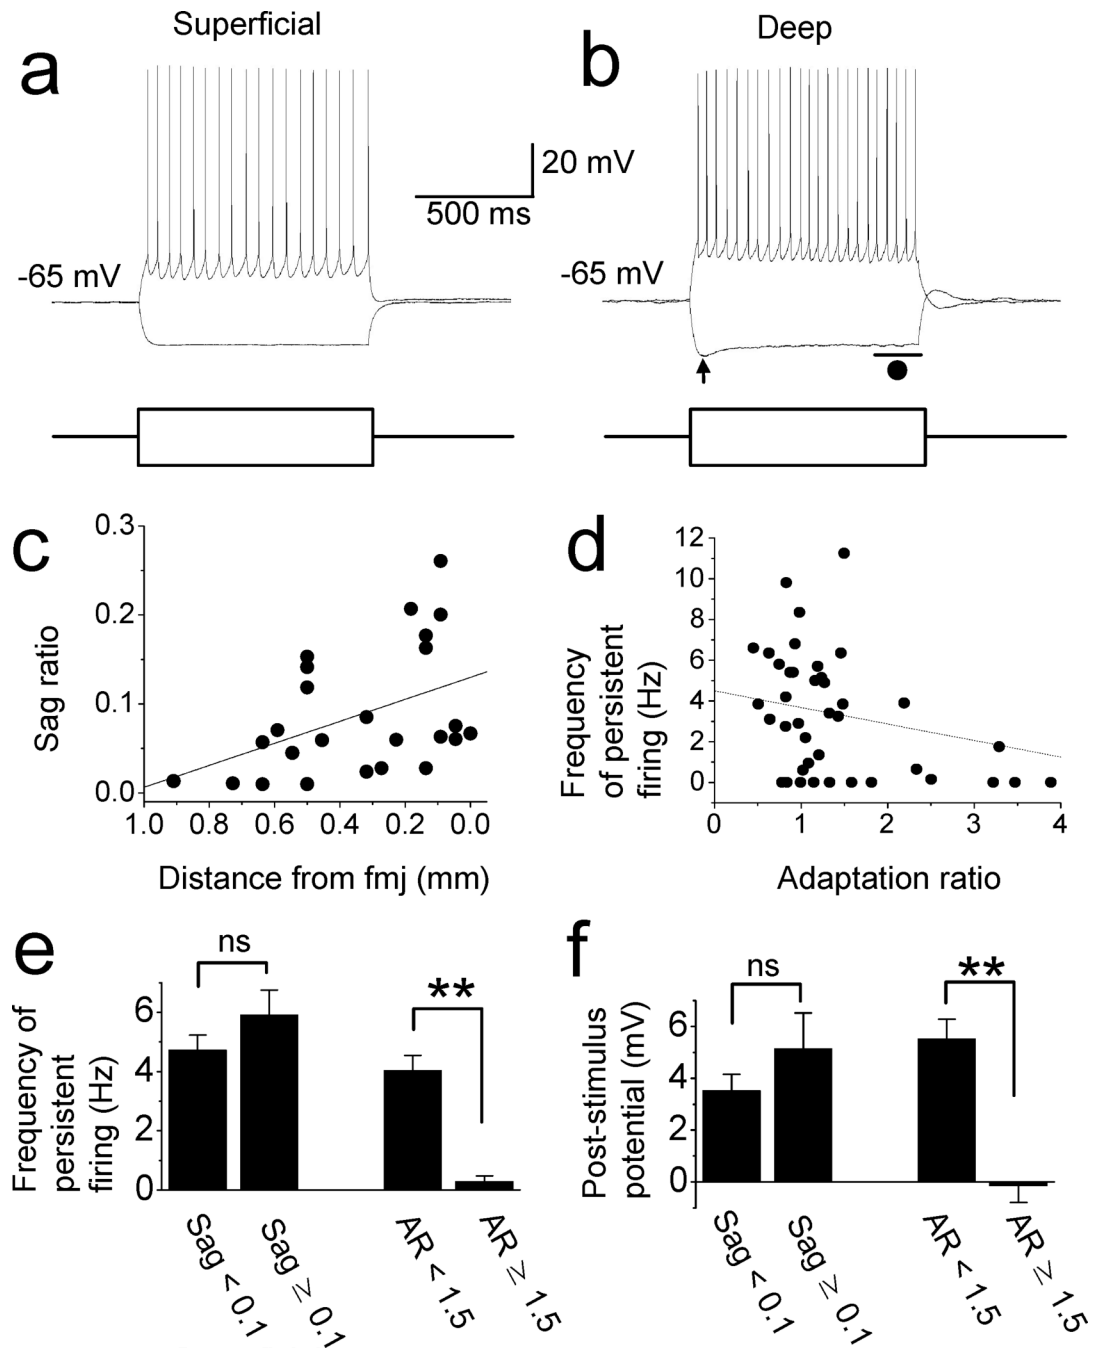 Superficial
Deep
a
b
20 mV
500 ms
-65 mV
-65 mV
c
d
0.3
0.2
0.1
0.0
Sag ratio
1.0 0.8 0.6 0.4 0.2 0.0
Distance from fmj (mm)
12
10
8
6
4
2
0
Frequency
of persistent
firing (Hz)
0 1 2 3 4
Adaptation ratio
e
f
ns
**
6
4
2
0
Frequency of
persistent
firing (Hz)
Sag < 0.1
Sag ≥ 0.1
AR < 1.5
AR ≥ 1.5
ns
**
6
4
2
0
Post-stimulus
potential (mV)
Sag < 0.1
Sag ≥ 0.1
AR < 1.5
AR ≥ 1.5